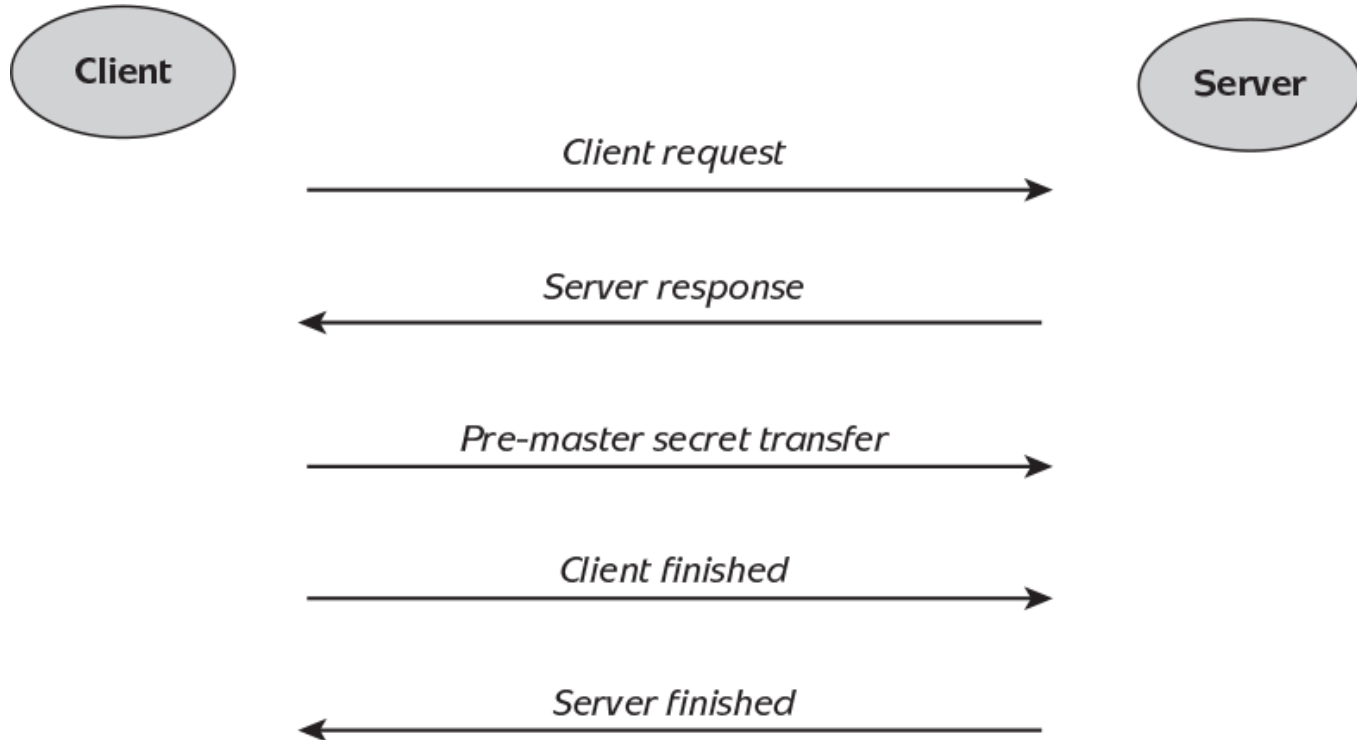 Client
Server
Client request
Server response
Pre-master secret transfer
Client finished
Server finished